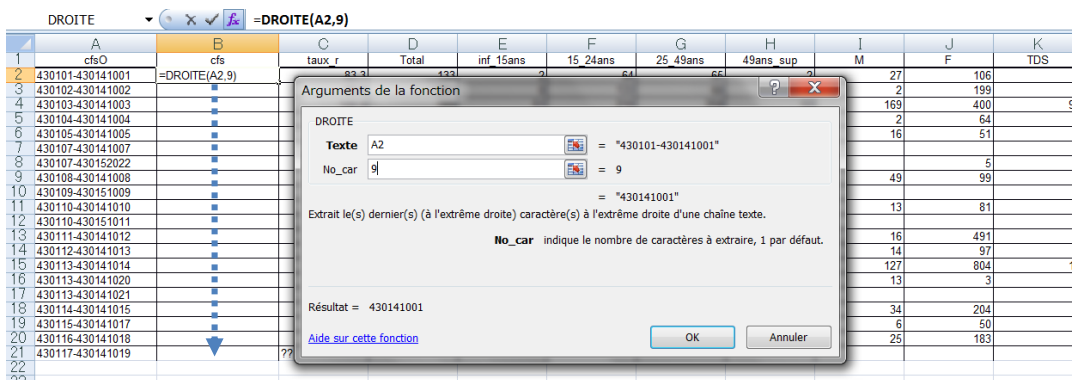 DROITE =DROITE(A2,9)
A B C D E F G H I J K
1 cfsO cfs taux_r Total inf_15ans 15_24ans 25_49ans 49ans_sup M F TDS
2 430101-430141001 =DROITE(A2,9) 83,3 133 2 64 65 2 27 106
3 430102-430141002 2 199
4 430103-430141003 169 400 9
5 430104-430141004 2 64
6 430105-430141005 16 51
7 430107-430141007
8 430107-430152022 5
9 430108-430141008 49 99
10 430109-430151009
11 430110-430141010 13 81
12 430110-430151011
13 430111-430141012 16 491
14 430112-430141013 14 97
15 430113-430141014 127 804 1
16 430113-430141020 13 3
17 430113-430141021
18 430114-430141015 34 204
19 430115-430141017 6 50
20 430116-430141018 25 183
21 430117-430141019 ??
22
23
Arguments de la fonction
DROITE
Texte A2 = "430101-430141001"
No_car 9 = 9
= "430141001"
Extrait le(s) dernier(s) (à l'extrême droite) caractère(s) à l'extrême droite d'une chaîne texte.
No_car indique le nombre de caractères à extraire, 1 par défaut.
Résultat = 430141001
Aide sur cette fonction OK Annuler